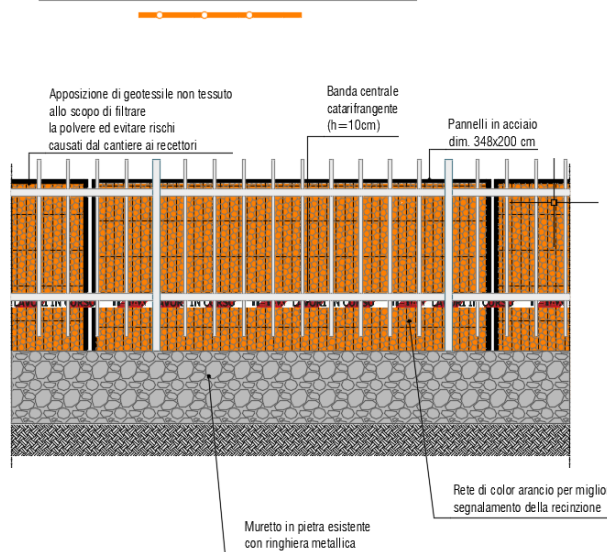 Apposizione di geotessile non tessuto
allo scopo di filtrare
la polvere ed evitare rischi
causati dal cantiere ai recettori
Banda centrale
catarifrangente
(h=10cm)
Pannelli in acciaio
dim. 348x200 cm
Rete di color arancio per miglio
segnalamento della recinzione
Muretto in pietra esistente
con ringhiera metallica